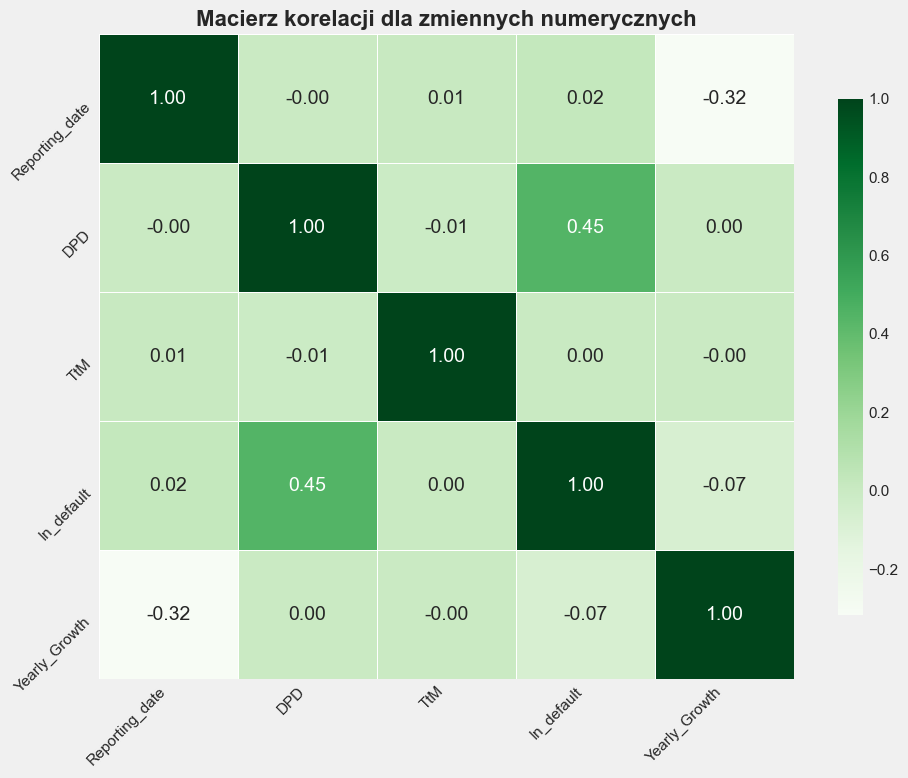 Macierz korelacji dla zmiennych numerycznych
Reporting_date
1.00 -0.00 0.01 0.02 -0.32
DPD
-0.00 1.00 -0.01 0.45 0.00
TtM
0.01 -0.01 1.00 0.00 -0.00
In_default
0.02 0.45 0.00 1.00 -0.07
Yearly_Growth
-0.32 0.00 -0.00 -0.07 1.00
Reporting_date DPD TtM In_default Yearly_Growth
1.0
0.8
0.6
0.4
0.2
0.0
−0.2